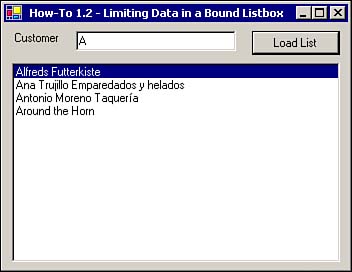 How-To 1.2 - Limiting Data in a Bound Listbox
Customer A Load List
Alfreds Futterkiste
Ana Trujillo Emparedados y helados
Antonio Moreno Taquería
Around the Horn